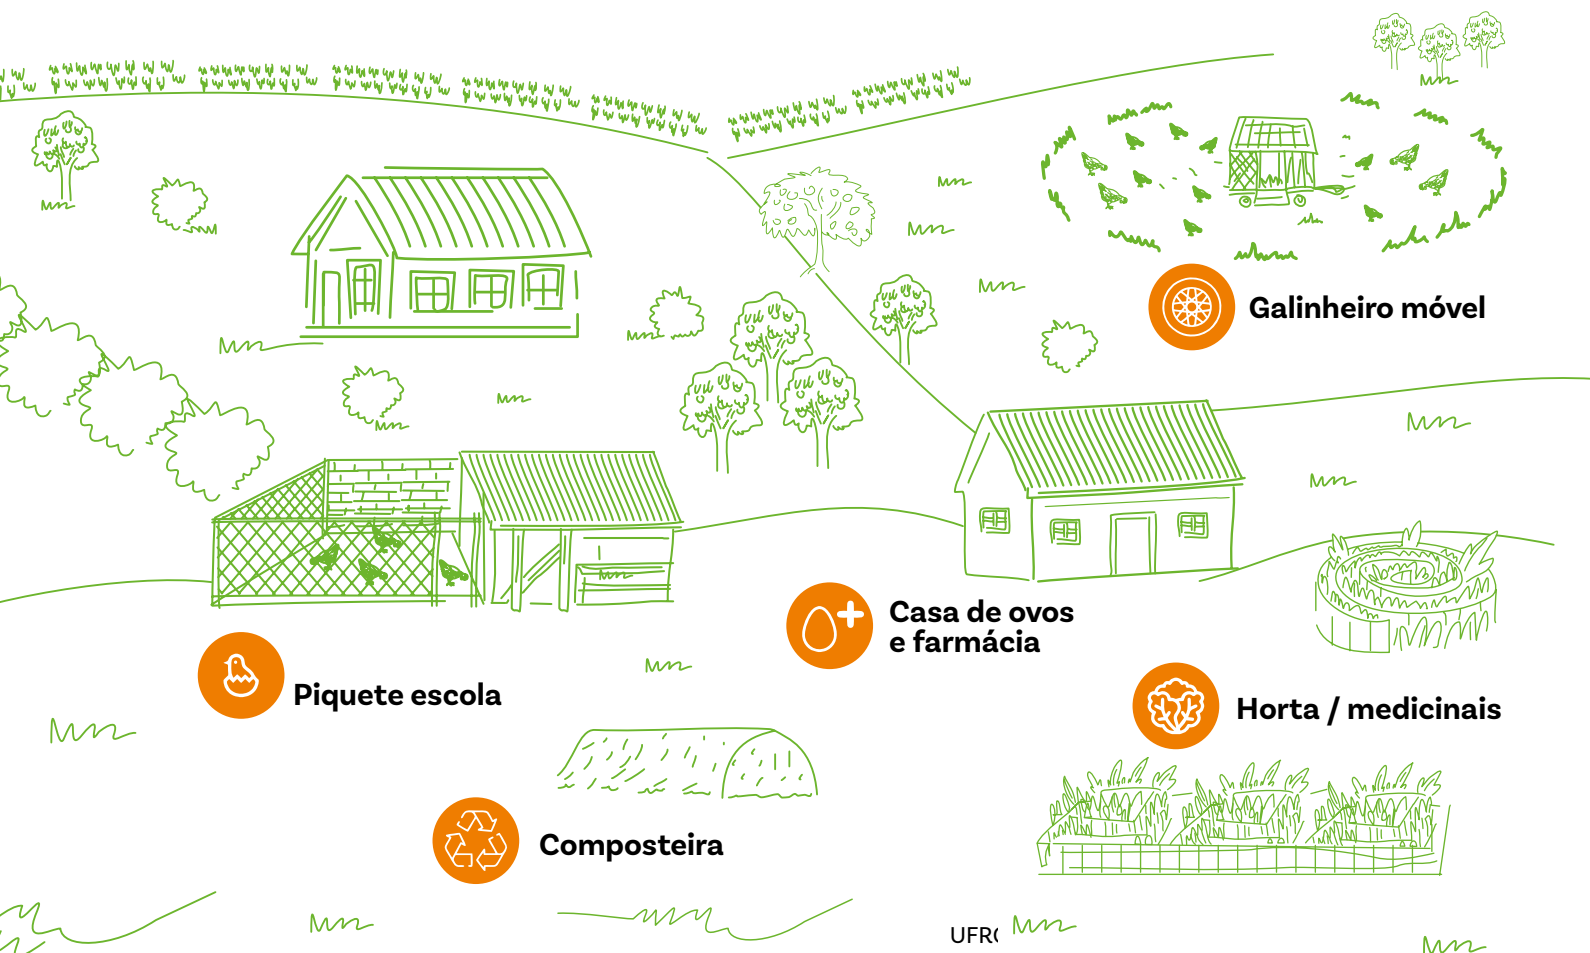 Galinheiro móvel
Casa de ovos
e farmácia
Piquete escola
Horta / medicinais
Composteira